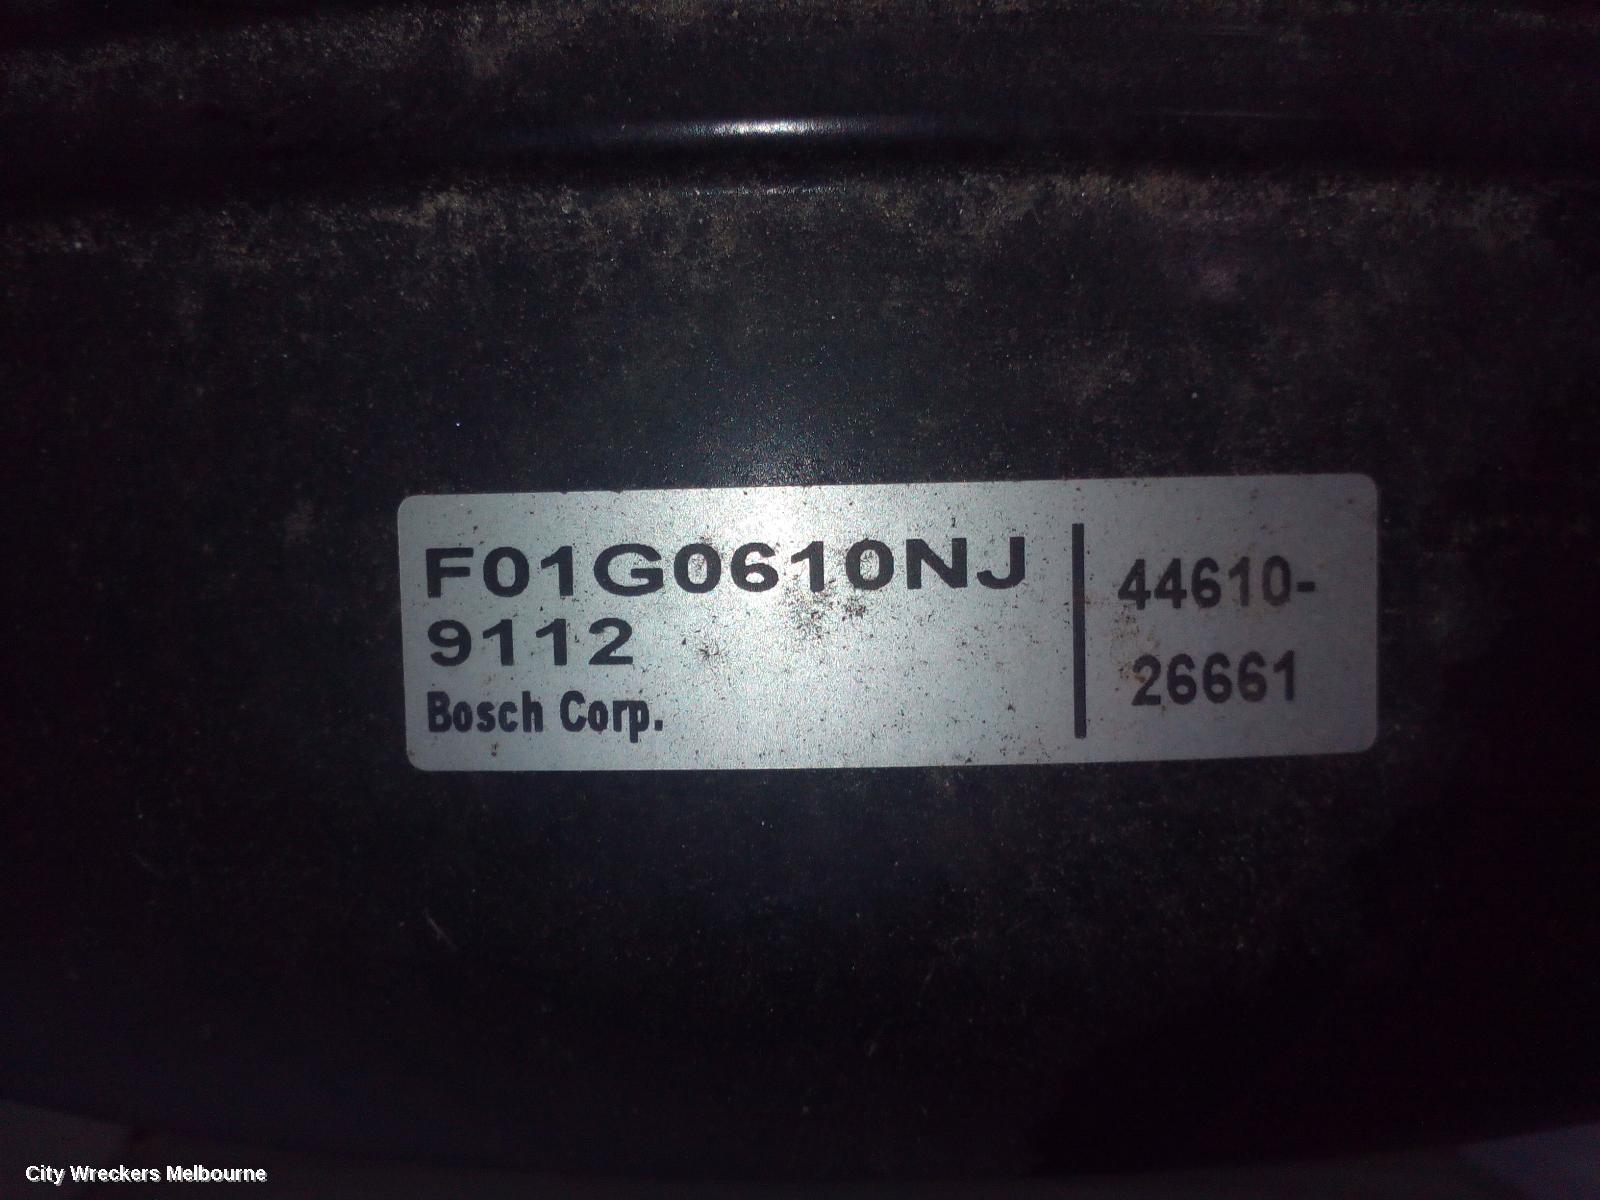 F01G0610NJ
9112
Bosch Corp.
44610-
26661
City Wreckers Melbourne